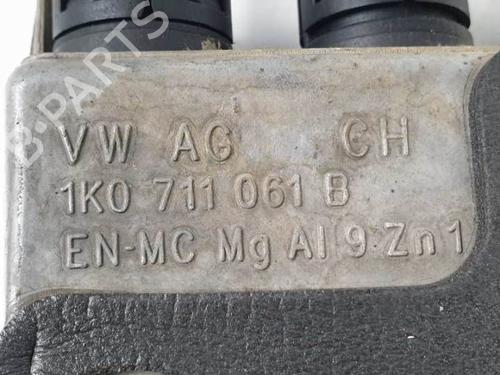 B-PARTS
VW AG CH
1K0 711 061 B
EN-MC Mg Al 9 Zn 1